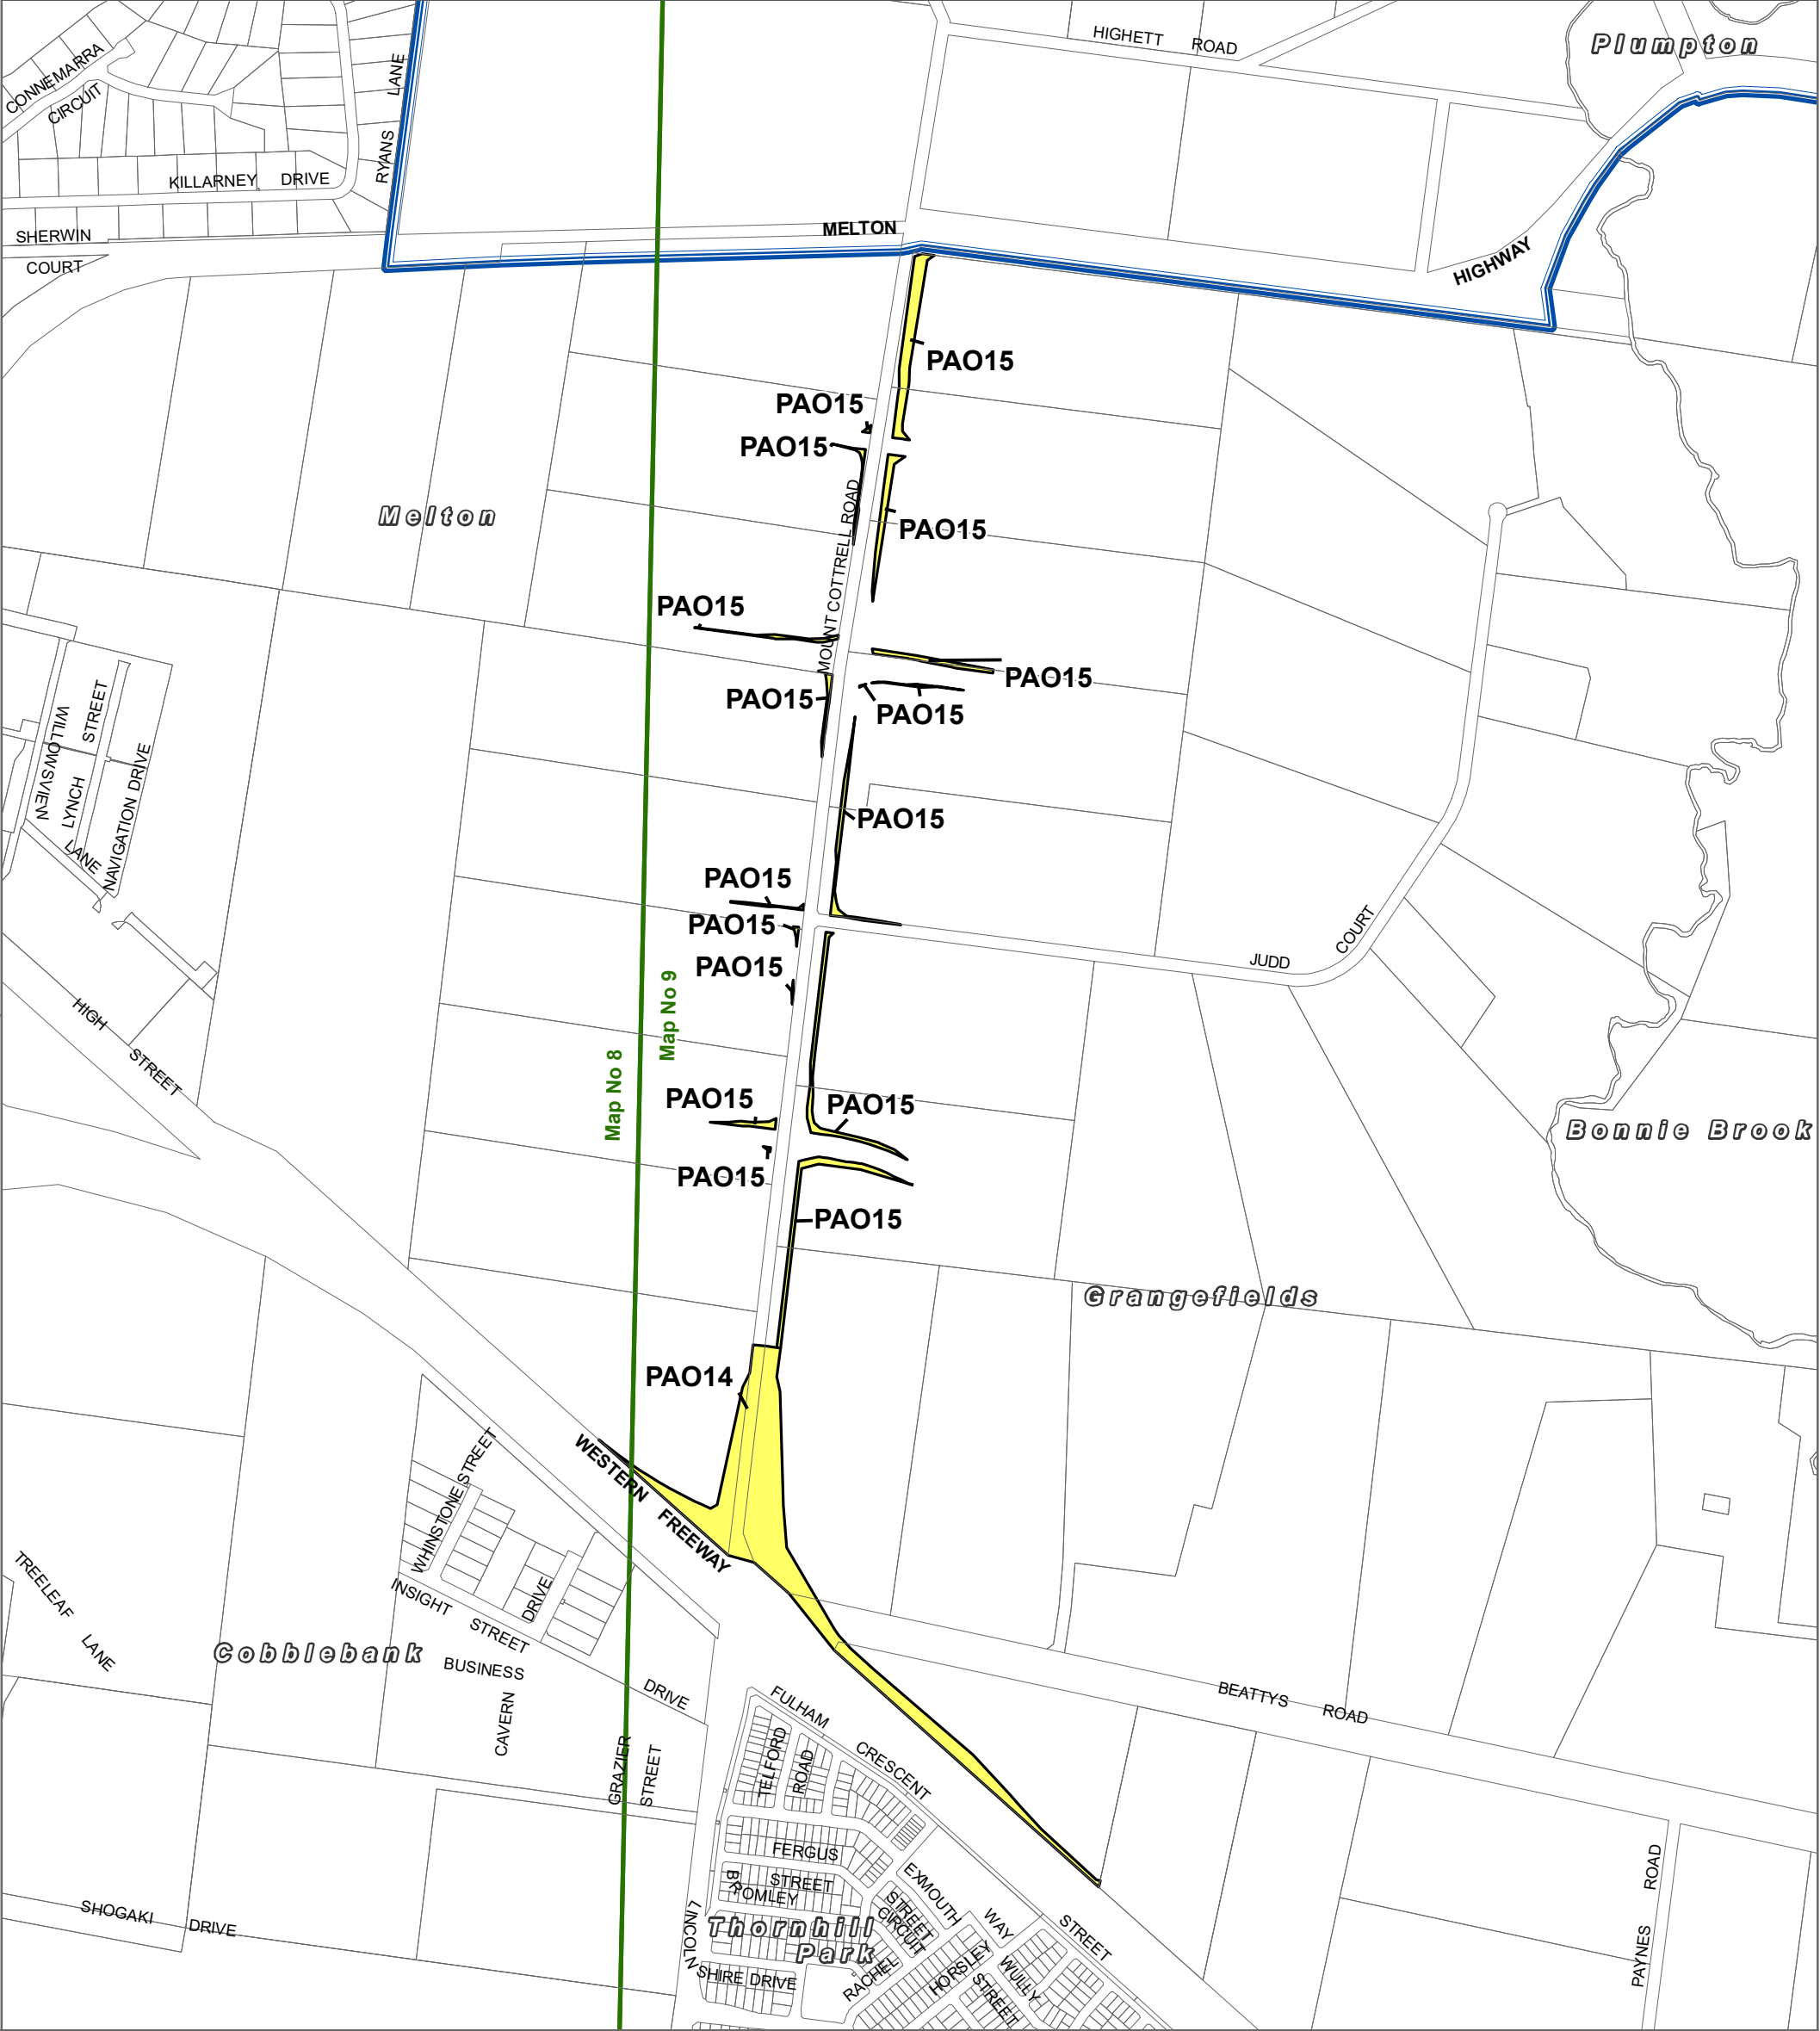 HIGHETT ROAD
Plumpton
CONNEMARRA
CIRCUIT
RYANS LANE
KILLARNEY DRIVE
SHERWIN
COURT
MELTON
HIGHWAY
PAO15
PAO15
PAO15
Melton
MOUNT COTTRELL ROAD
PAO15
PAO15
PAO15
PAO15
PAO15
WILLOWSVIEW
LYNCH STREET
NAVIGATION DRIVE
LANE
PAO15
PAO15
PAO15
PAO15
JUDD COURT
HIGH STREET
Map No 8
Map No 9
PAO15
PAO15
Bonnie Brook
PAO15
PAO15
Grangefields
PAO14
WESTERN FREEWAY
WHINSTONE STREET
TREELEAF LANE
INSIGHT STREET
DRIVE
Cobblebank
BUSINESS
DRIVE
CAVERN
GRAZIER
STREET
BEATTYS ROAD
FULHAM CRESCENT
TELFORD ROAD
FERGUS
STREET
BROMLEY
EXMOUTH
WAY
STREET
STREET
CIRCUIT
SHOGAKI DRIVE
LINCOLN
Thornhill
Park
SHIRE DRIVE
RACHEL
HORSLEY
WULLY
STREET
PAYNES ROAD